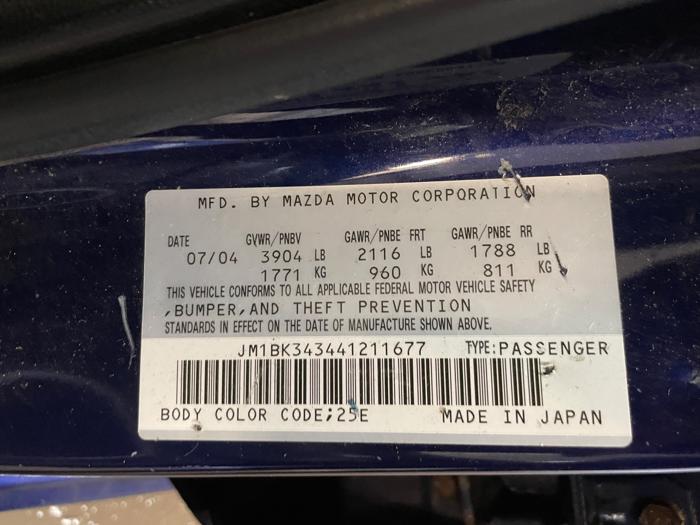 MFD. BY MAZDA MOTOR CORPORATION
DATE GVWR/PNBV GAWR/PNBE FRT GAWR/PNBE RR
07/04 3904 LB 2116 LB 1788 LB
1771 KG 960 KG 811 KG
THIS VEHICLE CONFORMS TO ALL APPLICABLE FEDERAL MOTOR VEHICLE SAFETY
,BUMPER,AND THEFT PREVENTION
STANDARDS IN EFFECT ON THE DATE OF MANUFACTURE SHOWN ABOVE.
JM1BK343441211677 TYPE:PASSENGER
BODY COLOR CODE;25E MADE IN JAPAN